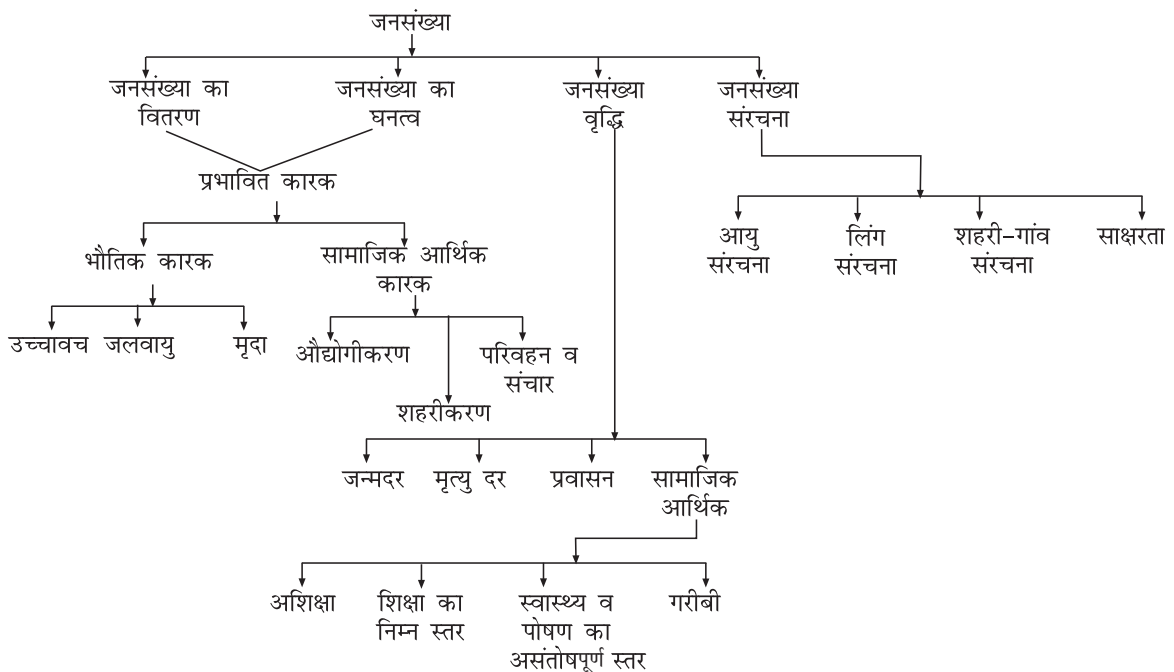 जनसंख्या
जनसंख्या का
वितरण
जनसंख्या का
घनत्व
जनसंख्या
वृद्धि
जनसंख्या
संरचना
प्रभावित कारक
भौतिक कारक
सामाजिक आर्थिक
कारक
आयु
संरचना
लिंग
संरचना
शहरी-गांव
संरचना
साक्षरता
उच्चावच
जलवायु
मृदा
औद्योगीकरण
शहरीकरण
परिवहन व
संचार
जन्मदर
मृत्यु दर
प्रवासन
सामाजिक
आर्थिक
अशिक्षा
शिक्षा का
निम्न स्तर
स्वास्थ्य व
पोषण का
असंतोषपूर्ण स्तर
गरीबी